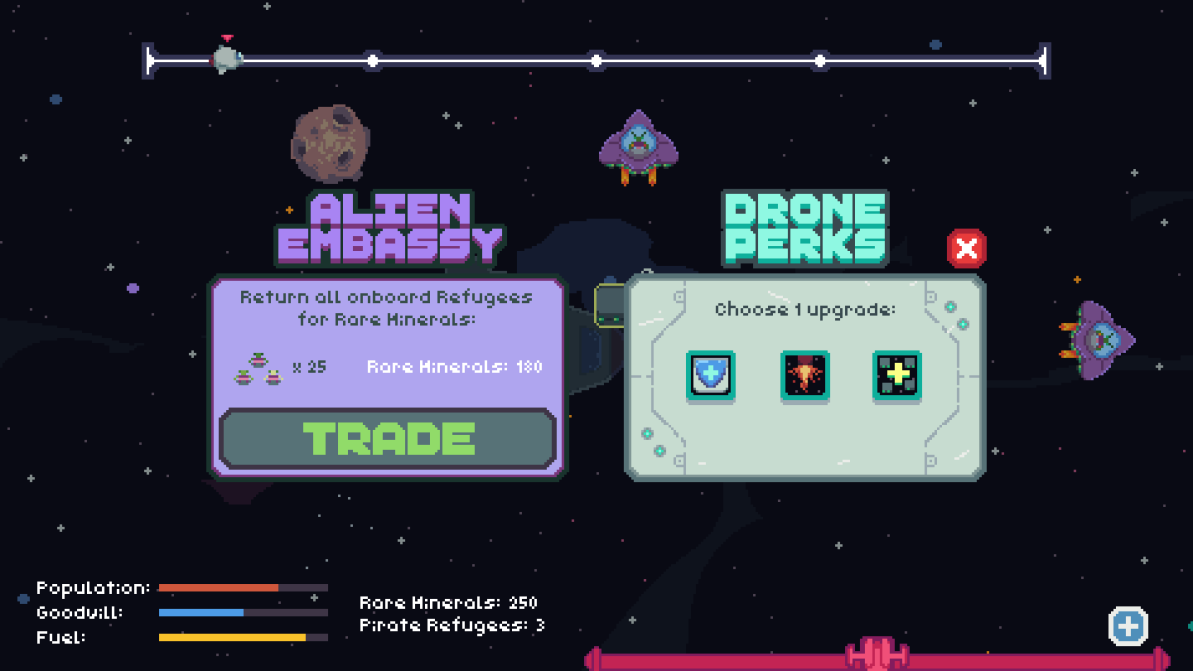 ALIEN
EMBASSY
Return all onboard Refugees
for Rare Minerals:
x 25
Rare Minerals: 180
TRADE
DRONE
PERKS
Choose 1 upgrade:
Population:
Goodwill:
Fuel:
Rare Minerals: 250
Pirate Refugees: 3